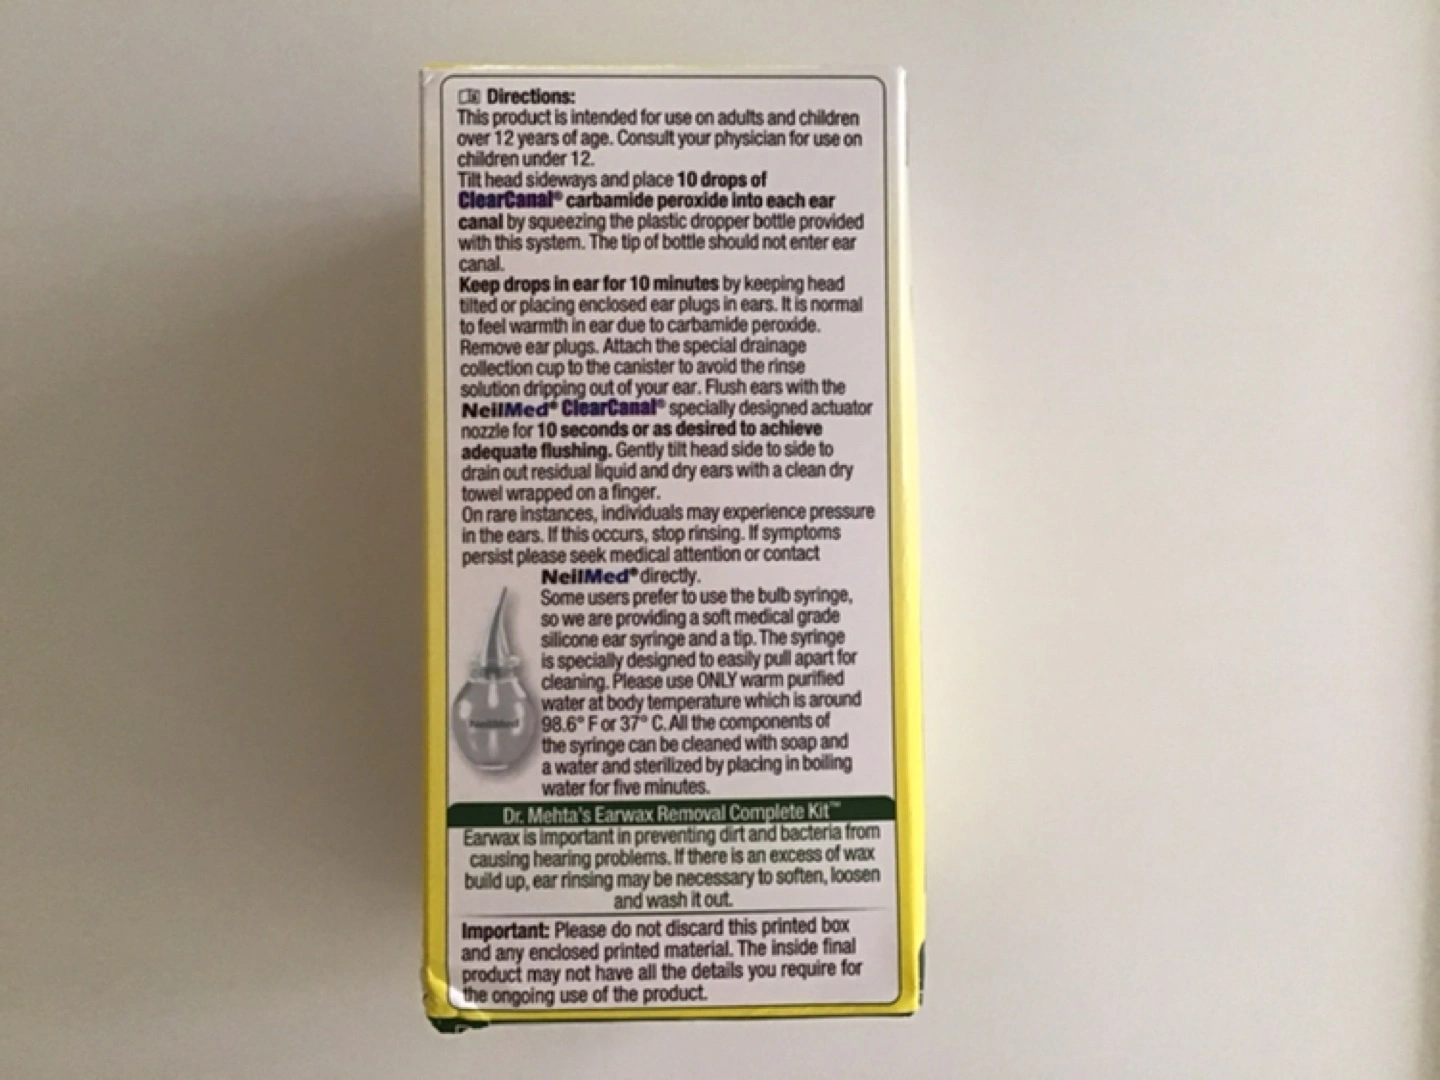 Directions:
This product is intended for use on adults and children
over 12 years of age. Consult your physician for use on
children under 12.
Tilt head sideways and place 10 drops of
ClearCanal® carbamide peroxide into each ear
canal by squeezing the plastic dropper bottle provided
with this system. The tip of bottle should not enter ear
canal.
Keep drops in ear for 10 minutes by keeping head
tilted or placing enclosed ear plugs in ears. It is normal
to feel warmth in ear due to carbamide peroxide.
Remove ear plugs. Attach the special drainage
collection cup to the canister to avoid the rinse
solution dripping out of your ear. Flush ears with the
NeilMed® ClearCanal® specially designed actuator
nozzle for 10 seconds or as desired to achieve
adequate flushing. Gently tilt head side to side to
drain out residual liquid and dry ears with a clean dry
towel wrapped on a finger.
On rare instances, individuals may experience pressure
in the ears. If this occurs, stop rinsing. If symptoms
persist please seek medical attention or contact
NeilMed® directly.
Some users prefer to use the bulb syringe,
so we are providing a soft medical grade
silicone ear syringe and a tip. The syringe
is specially designed to easily pull apart for
cleaning. Please use ONLY warm purified
water at body temperature which is around
98.6° F or 37° C. All the components of
the syringe can be cleaned with soap and
a water and sterilized by placing in boiling
water for five minutes.
NeilMed
Dr. Mehta's Earwax Removal Complete Kit™
Earwax is important in preventing dirt and bacteria from
causing hearing problems. If there is an excess of wax
build up, ear rinsing may be necessary to soften, loosen
and wash it out.
Important: Please do not discard this printed box
and any enclosed printed material. The inside final
product may not have all the details you require for
the ongoing use of the product.